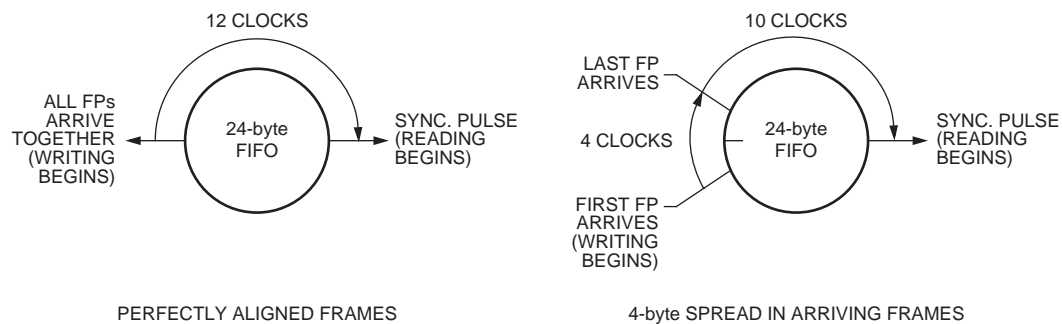 12 CLOCKS
ALL FPs
ARRIVE
TOGETHER
(WRITING
BEGINS)
24-byte
FIFO
SYNC. PULSE
(READING
BEGINS)
PERFECTLY ALIGNED FRAMES
10 CLOCKS
LAST FP
ARRIVES
4 CLOCKS
FIRST FP
ARRIVES
(WRITING
BEGINS)
24-byte
FIFO
SYNC. PULSE
(READING
BEGINS)
4-byte SPREAD IN ARRIVING FRAMES